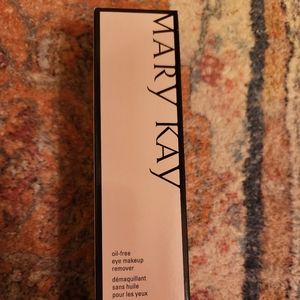 MARY KAY
oil-free
eye makeup
remover
démaquillant
sans huile
pour les yeux